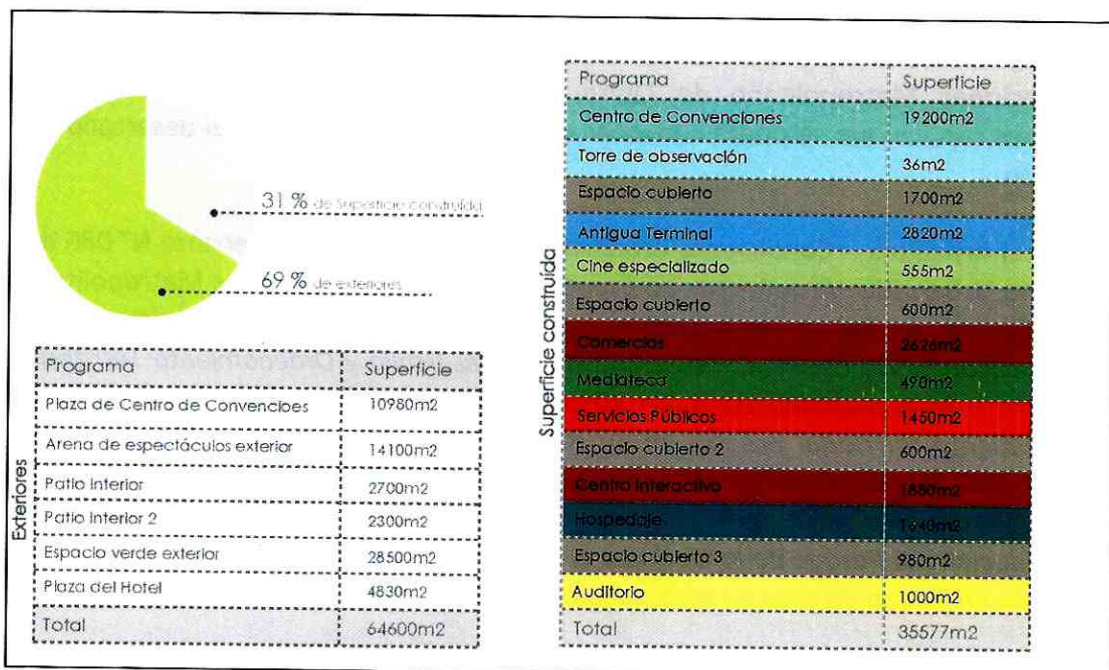 31 % de Superficie construída
69 % de exteriores
Exteriores
Programa Superficie
Plaza de Centro de Convencioes 10980m2
Arena de espectáculos exterior 14100m2
Patio interior 2700m2
Patio interior 2 2300m2
Espacio verde exterior 28500m2
Plaza del Hotel 4830m2
Total 64600m2
Superficie construída
Programa Superficie
Centro de Convenciones 19200m2
Torre de observación 36m2
Espacio cubierto 1700m2
Antigua Terminal 2820m2
Cine especializado 555m2
Espacio cubierto 600m2
Comercios 2626m2
Mediateca 490m2
Servicios Públicos 1450m2
Espacio cubierto 2 600m2
Centro interactivo 1880m2
Hospedaje 1640m2
Espacio cubierto 3 980m2
Auditorio 1000m2
Total 35577m2